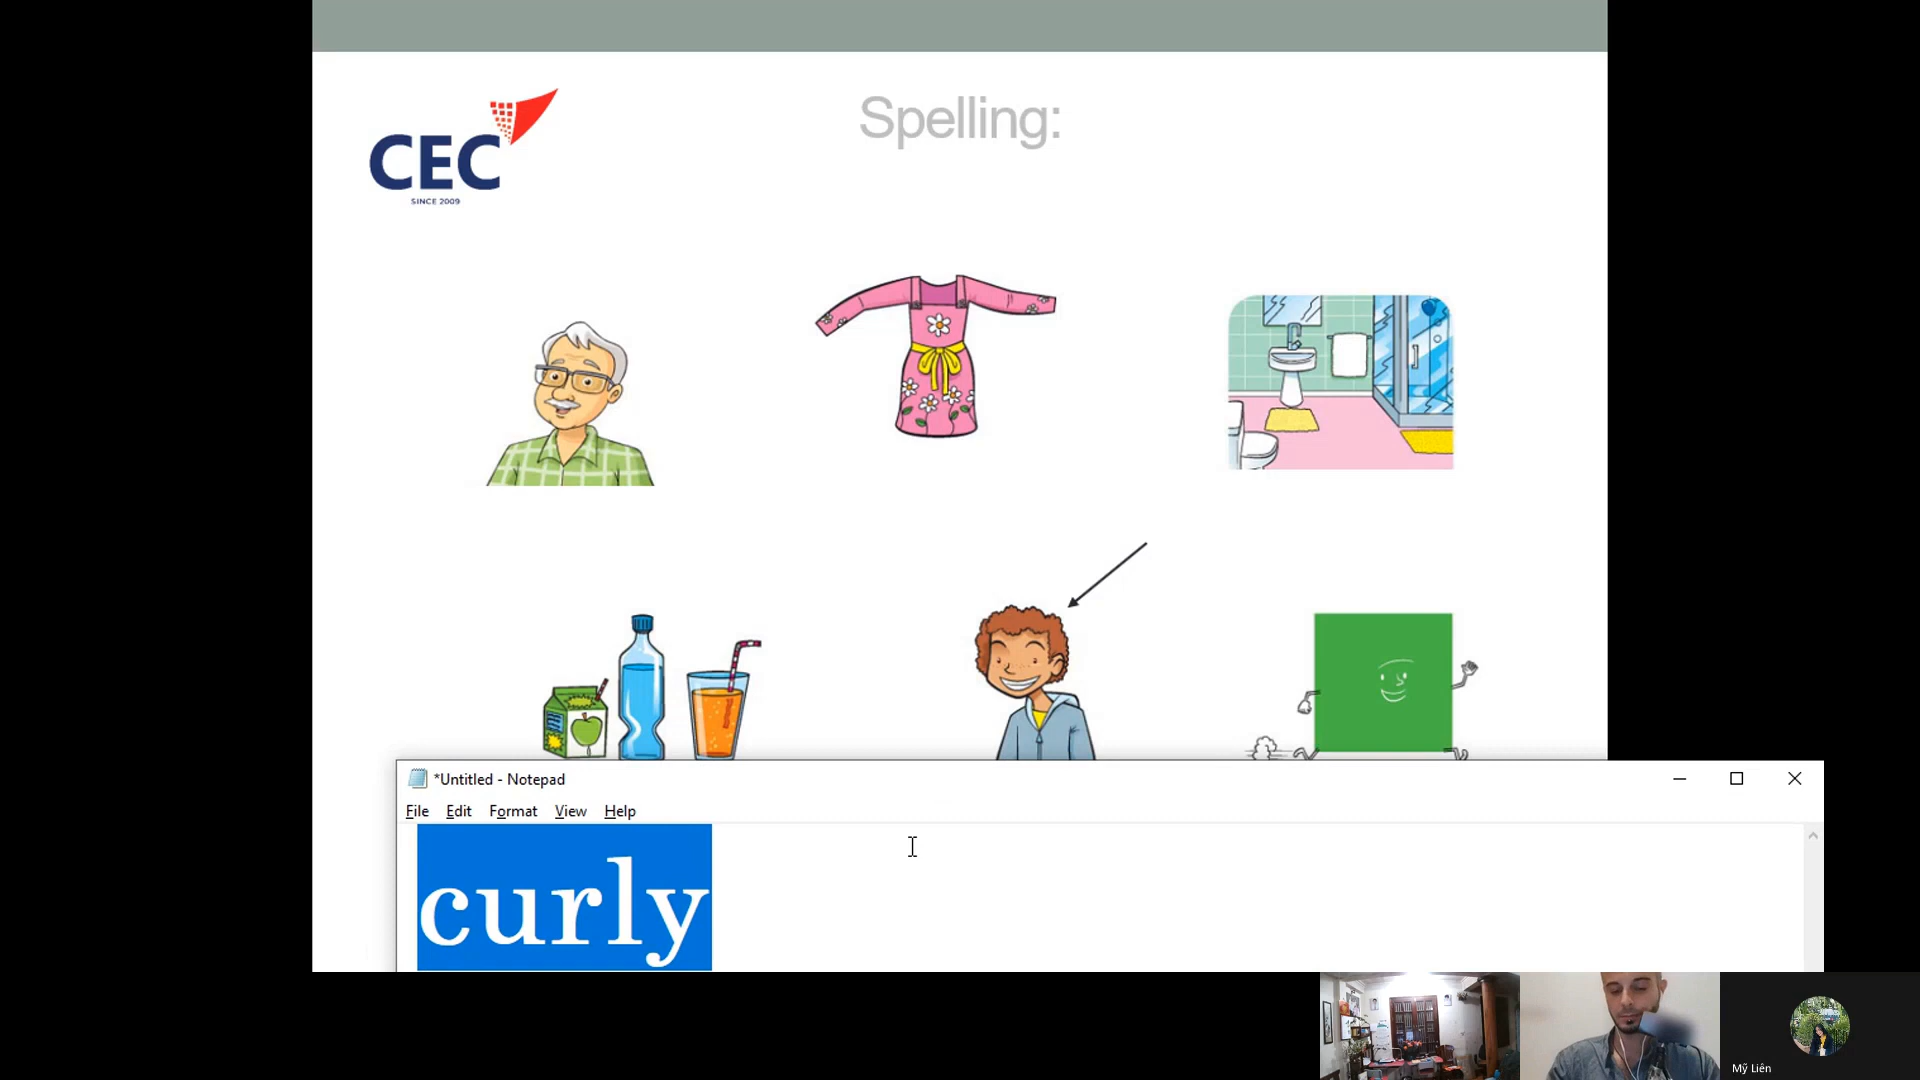 Spelling:
CEC
SINCE 2009
*Untitled - Notepad
File Edit Format View Help
curly
Mỹ Liên